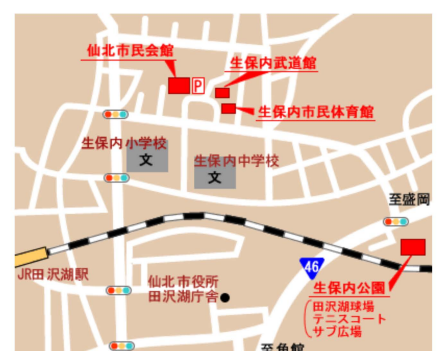 仙北市民会館
P
生保内武道館
生保内市民体育館
生保内小学校
文
生保内中学校
文
至盛岡
JR田沢湖駅
46
仙北市役所
田沢湖庁舎
生保内公園
田沢湖球場
テニスコート
サブ広場
至角館